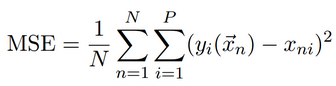 MSE = \frac{1}{N} \sum_{n=1}^{N} \sum_{i=1}^{P} (y_i(\vec{x}_n) - x_{ni})^2